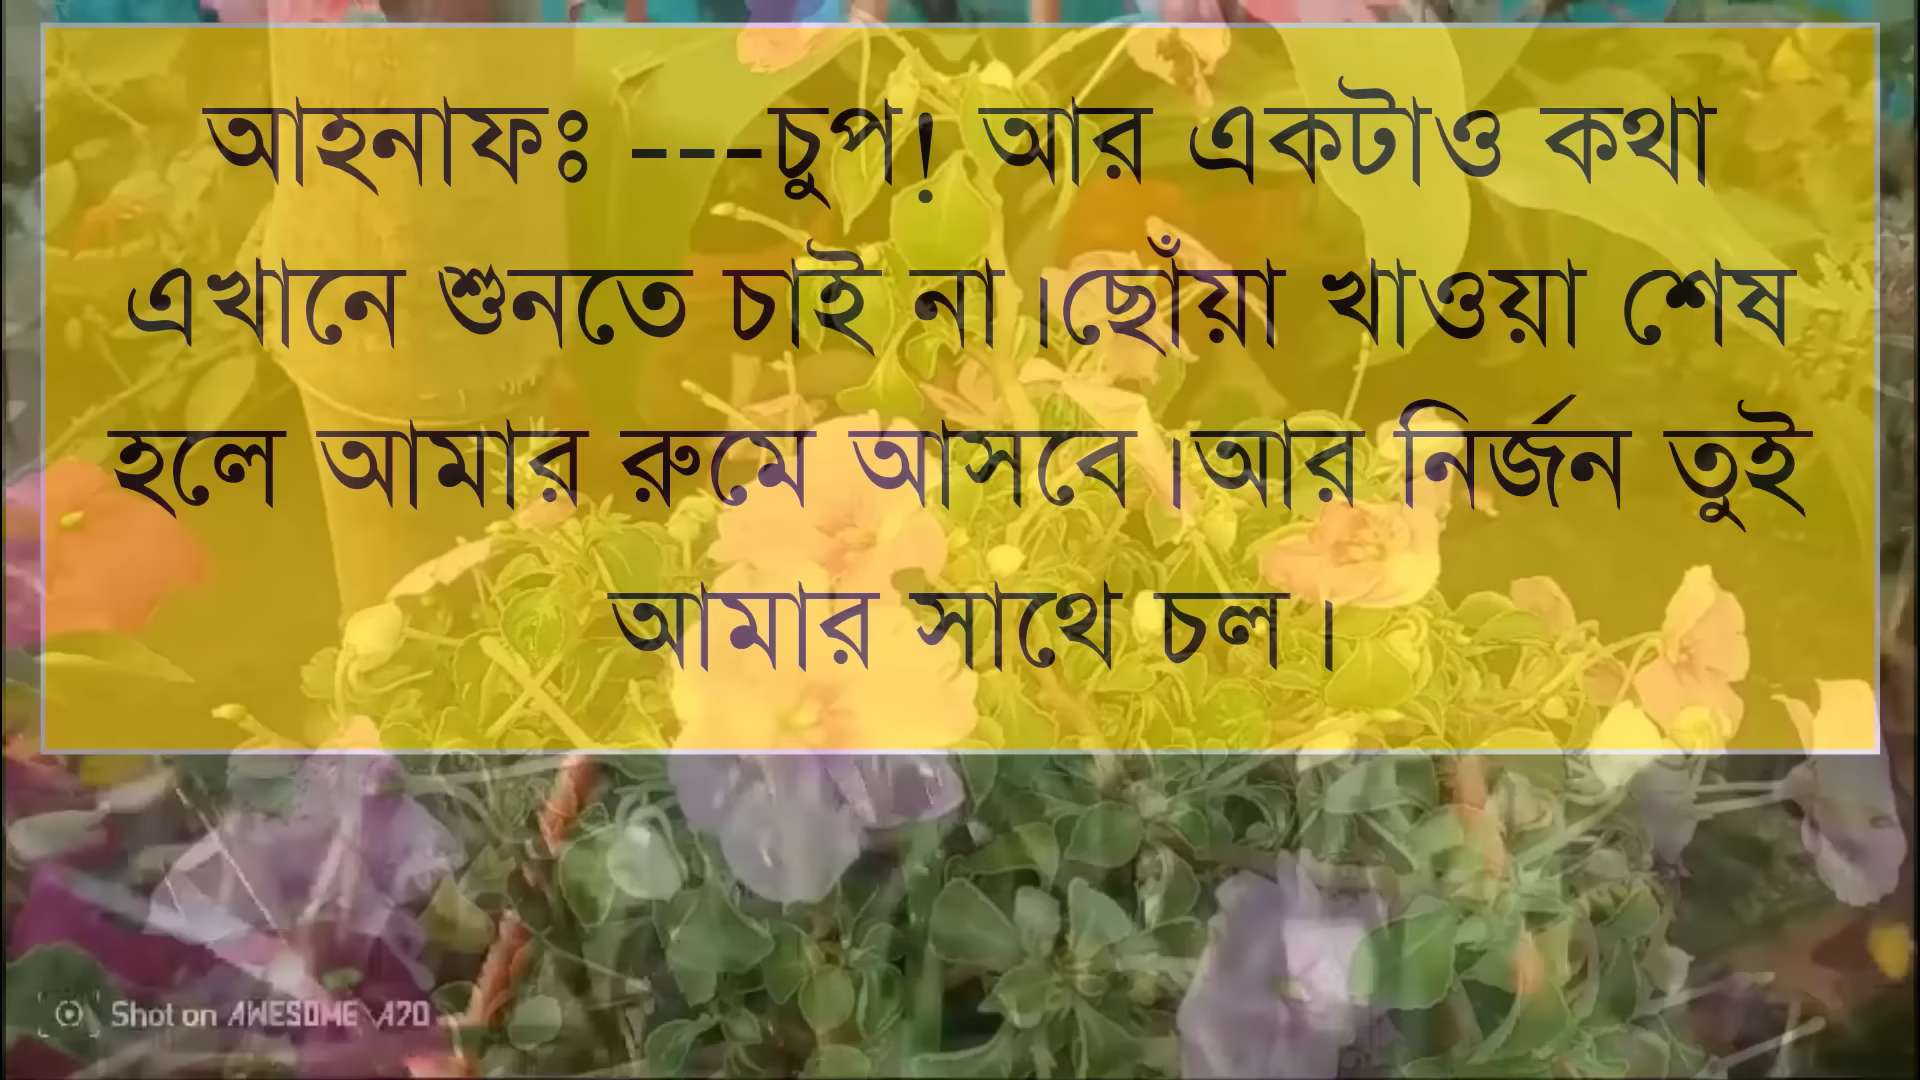 আহনাফঃ ---চুপ! আর একটাও কথা
এখানে শুনতে চাই না।ছোঁয়া খাওয়া শেষ
হলে আমার রুমে আসবে।আর নির্জন তুই
আমার সাথে চল।
Shot on AWESOME A70